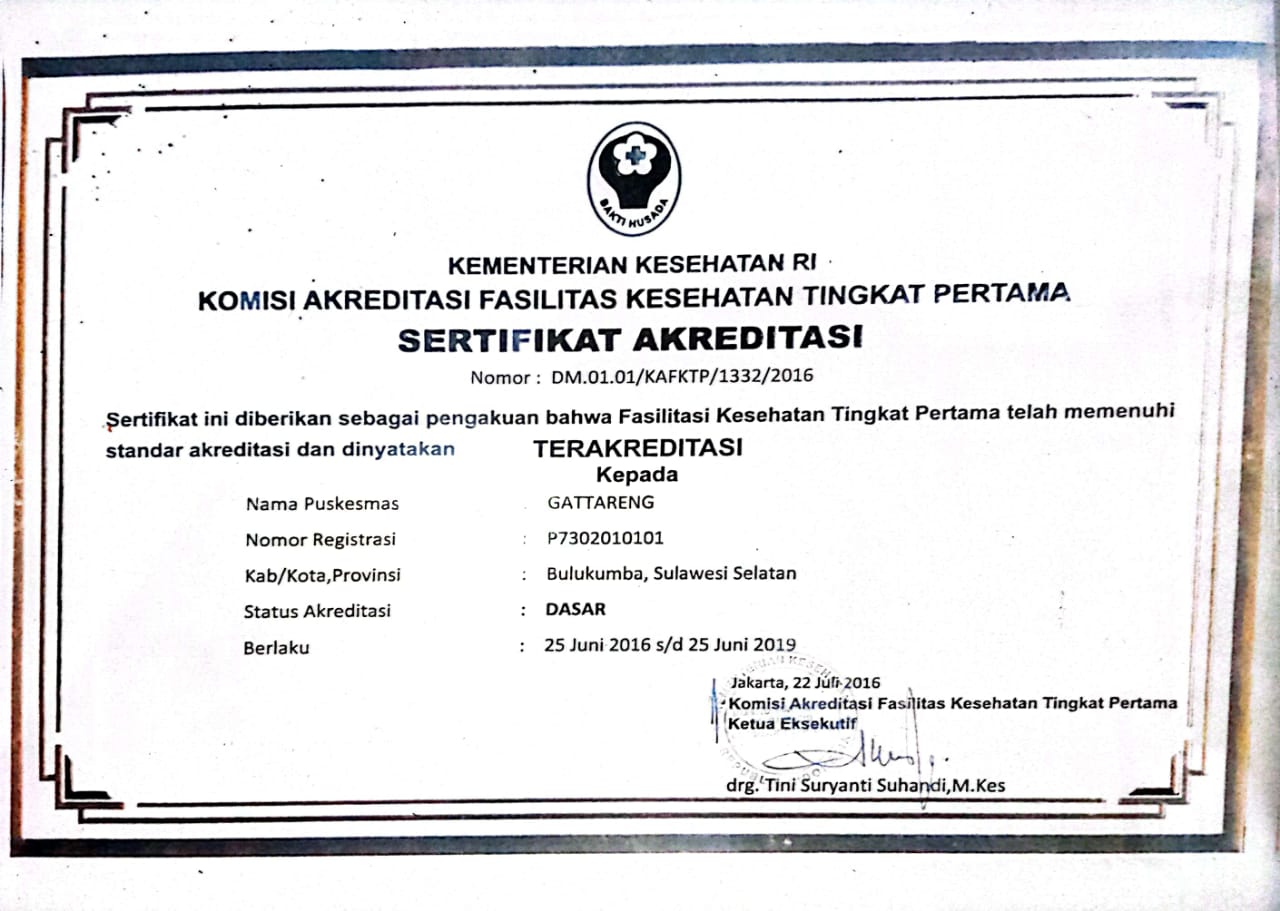 BAKTI HUSADA
KEMENTERIAN KESEHATAN RI
KOMISI AKREDITASI FASILITAS KESEHATAN TINGKAT PERTAMA
SERTIFIKAT AKREDITASI
Nomor : DM.01.01/KAFKTP/1332/2016
Sertifikat ini diberikan sebagai pengakuan bahwa Fasilitasi Kesehatan Tingkat Pertama telah memenuhi
standar akreditasi dan dinyatakan TERAKREDITASI
Kepada
Nama Puskesmas : GATTARENG
Nomor Registrasi : P7302010101
Kab/Kota,Provinsi : Bulukumba, Sulawesi Selatan
Status Akreditasi : DASAR
Berlaku : 25 Juni 2016 s/d 25 Juni 2019
Jakarta, 22 Juli 2016
Komisi Akreditasi Fasilitas Kesehatan Tingkat Pertama
Ketua Eksekutif
drg. Tini Suryanti Suhandi,M.Kes